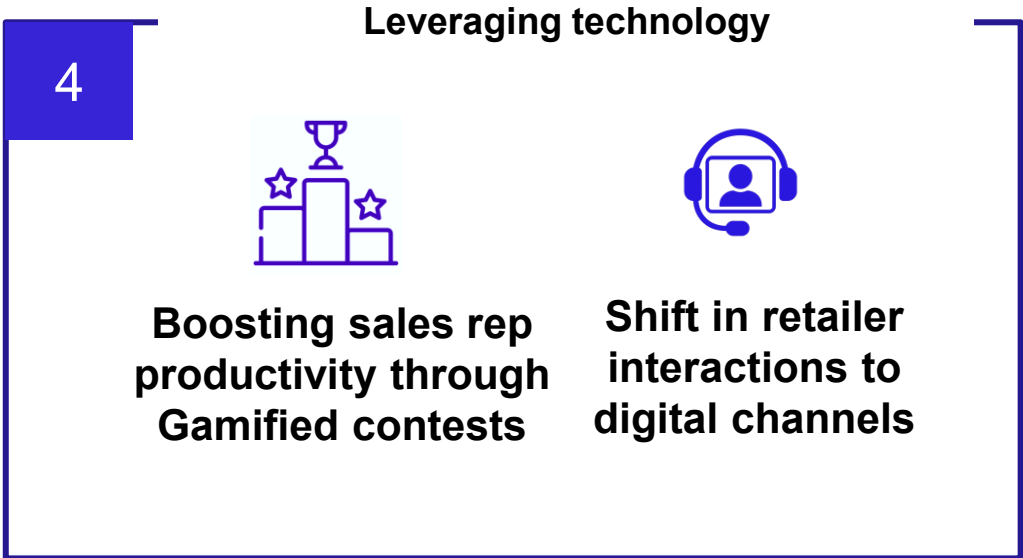 Leveraging technology
4
Boosting sales rep
productivity through
Gamified contests
Shift in retailer
interactions to
digital channels